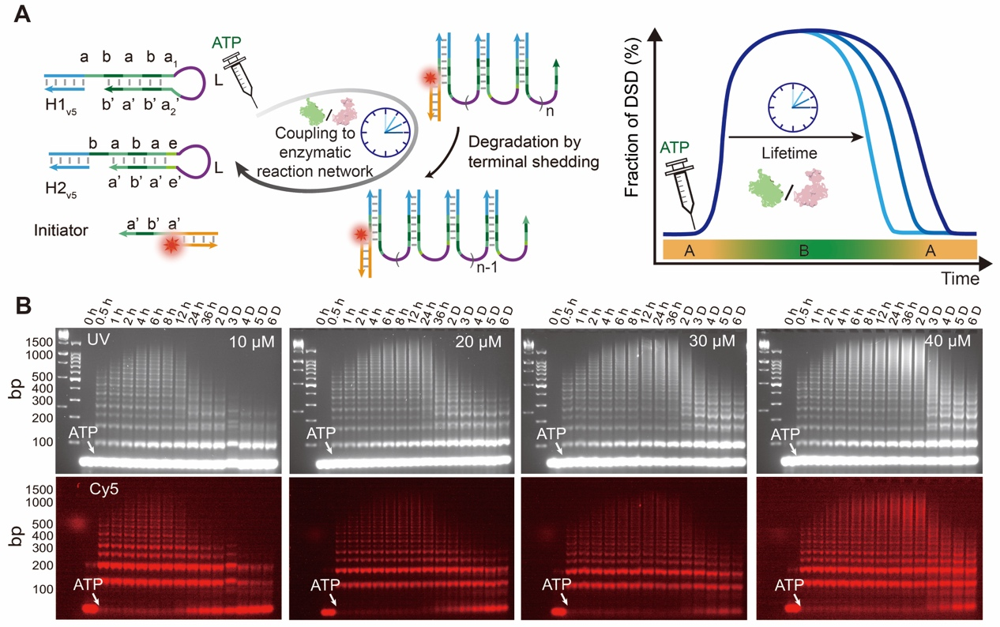 A
a b a b a1
L
b' a' b' a2'
H1v5
b a b a e
L
a' b' a' e'
H2v5
Initiator
a' b' a'
ATP
Coupling to
enzymatic
reaction network
n
Degradation by
terminal shedding
n-1
Fraction of DSD (%)
ATP
Lifetime
A B A
Time
B
0 h 0.5 h 1 h 2 h 4 h 6 h 8 h 12 h 24 h 36 h 2 D 3 D 4 D 5 D 6 D
0 h 0.5 h 1 h 2 h 4 h 6 h 8 h 12 h 24 h 36 h 2 D 3 D 4 D 5 D 6 D
0 h 0.5 h 1 h 2 h 4 h 6 h 8 h 12 h 24 h 36 h 2 D 3 D 4 D 5 D 6 D
0 h 0.5 h 1 h 2 h 4 h 6 h 8 h 12 h 24 h 36 h 2 D 3 D 4 D 5 D 6 D
bp
1500
1000
500
400
300
200
100
UV 10 µM
ATP
20 µM
ATP
30 µM
ATP
40 µM
ATP
bp
1500
1000
500
400
300
200
100
Cy5
ATP
ATP
ATP
ATP